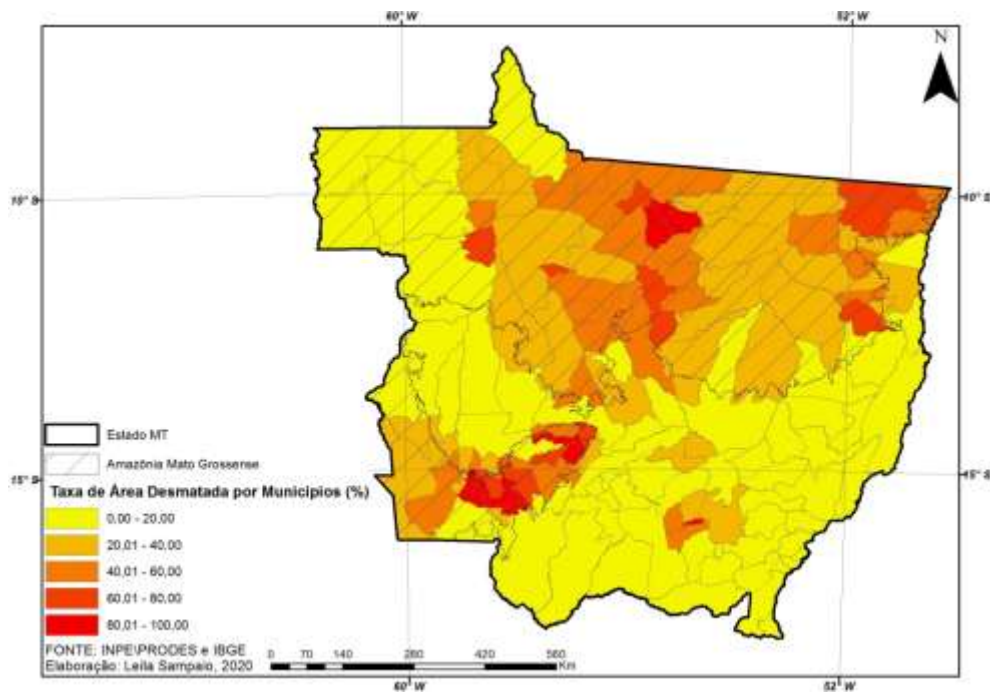 60° W
52° W
N
10° S
10° S
15° S
15° S
Estado MT
Amazônia Mato Grossense
Taxa de Área Desmatada por Municipios (%)
0,00 - 20,00
20,01 - 40,00
40,01 - 60,00
60,01 - 80,00
80,01 - 100,00
FONTE: INPE\PRODES e IBGE
Elaboração: Leila Sampaio, 2020
0 35 70 140 280 420 560
Km
60° W
52° W